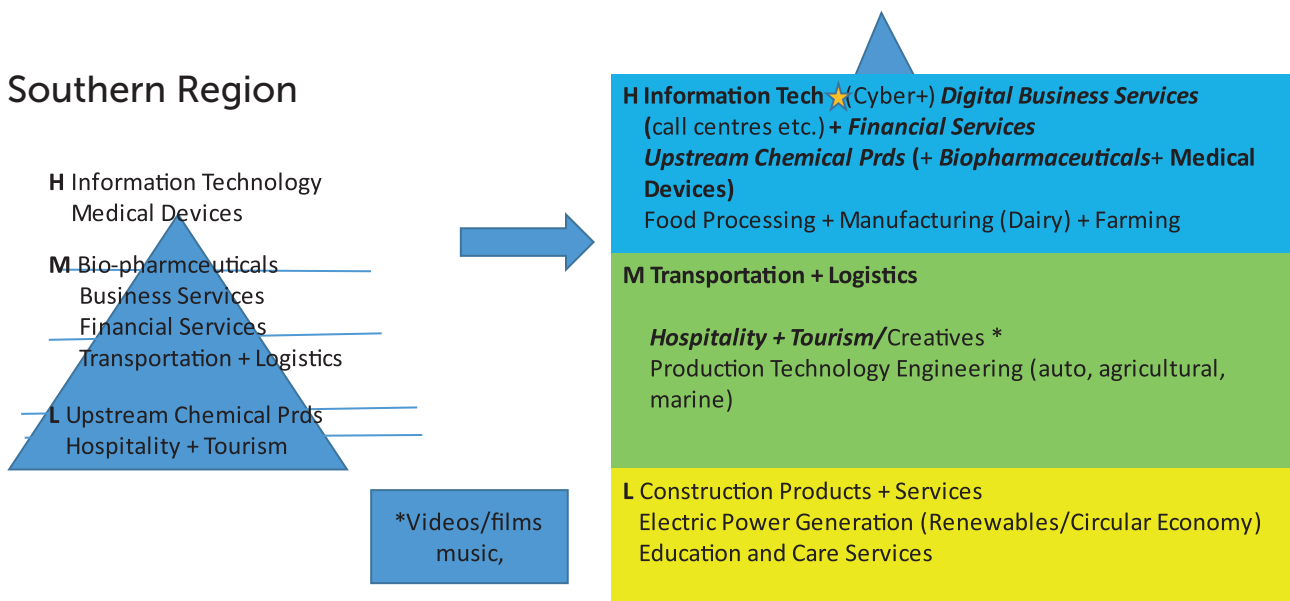 Southern Region
H Information Technology
Medical Devices
M Bio-pharmceuticals
Business Services
Financial Services
Transportation + Logistics
L Upstream Chemical Prds
Hospitality + Tourism
*Videos/films
music,
H Information Tech (Cyber+) Digital Business Services
(call centres etc.) + Financial Services
Upstream Chemical Prds (+ Biopharmaceuticals+ Medical
Devices)
Food Processing + Manufacturing (Dairy) + Farming
M Transportation + Logistics
Hospitality + Tourism/Creatives *
Production Technology Engineering (auto, agricultural,
marine)
L Construction Products + Services
Electric Power Generation (Renewables/Circular Economy)
Education and Care Services